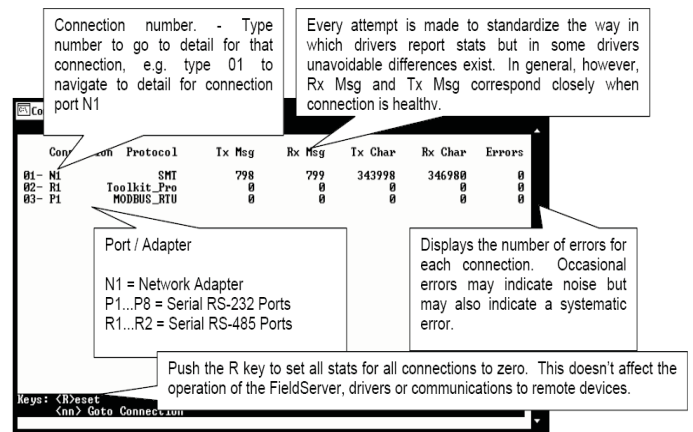 Connection number. - Type
number to go to detail for that
connection, e.g. type 01 to
navigate to detail for connection
port N1
Every attempt is made to standardize the way in
which drivers report stats but in some drivers
unavoidable differences exist. In general, however,
Rx Msg and Tx Msg correspond closely when
connection is healthy.
Protocol Tx Msg Rx Msg Tx Char Rx Char Errors
01- N1 SMT 798 799 343998 346980 0
02- R1 Toolkit_Pro 0 0 0 0 0
03- P1 MODBUS_RTU 0 0 0 0 0
Port / Adapter
N1 = Network Adapter
P1...P8 = Serial RS-232 Ports
R1...R2 = Serial RS-485 Ports
Displays the number of errors for
each connection. Occasional
errors may indicate noise but
may also indicate a systematic
error.
Push the R key to set all stats for all connections to zero. This doesn't affect the
operation of the FieldServer, drivers or communications to remote devices.
Keys: <R>eset
<nn> Goto Connection